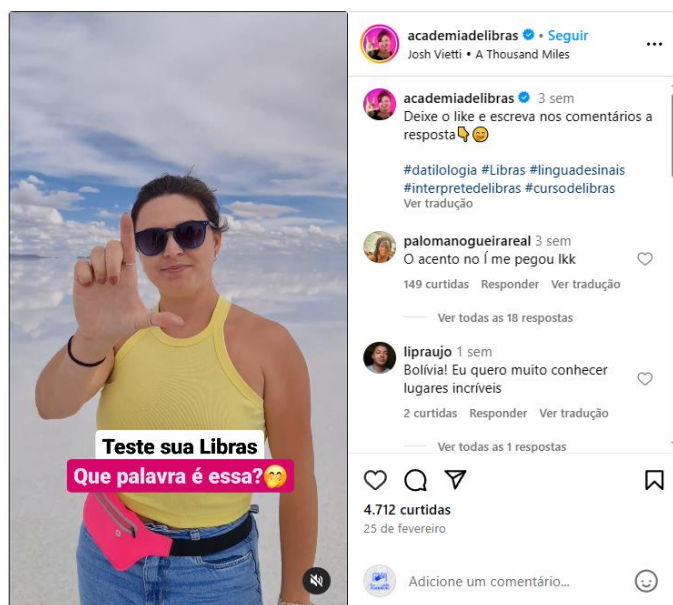 academiadelibras • Seguir
Josh Vietti • A Thousand Miles
academiadelibras 3 sem
Deixe o like e escreva nos comentários a
resposta👇😄
#datilologia #Libras #linguadesinais
#interpretedelibras #cursodelibras
Ver tradução
palomanogueirareal 3 sem
O acento no Í me pegou lkk
149 curtidas Responder Ver tradução
Ver todas as 18 respostas
lipraujo 1 sem
Bolívia! Eu quero muito conhecer
lugares incríveis
2 curtidas Responder Ver tradução
Ver todas as 1 respostas
Teste sua Libras
Que palavra é essa?🤭
4.712 curtidas
25 de fevereiro
Adicione um comentário...